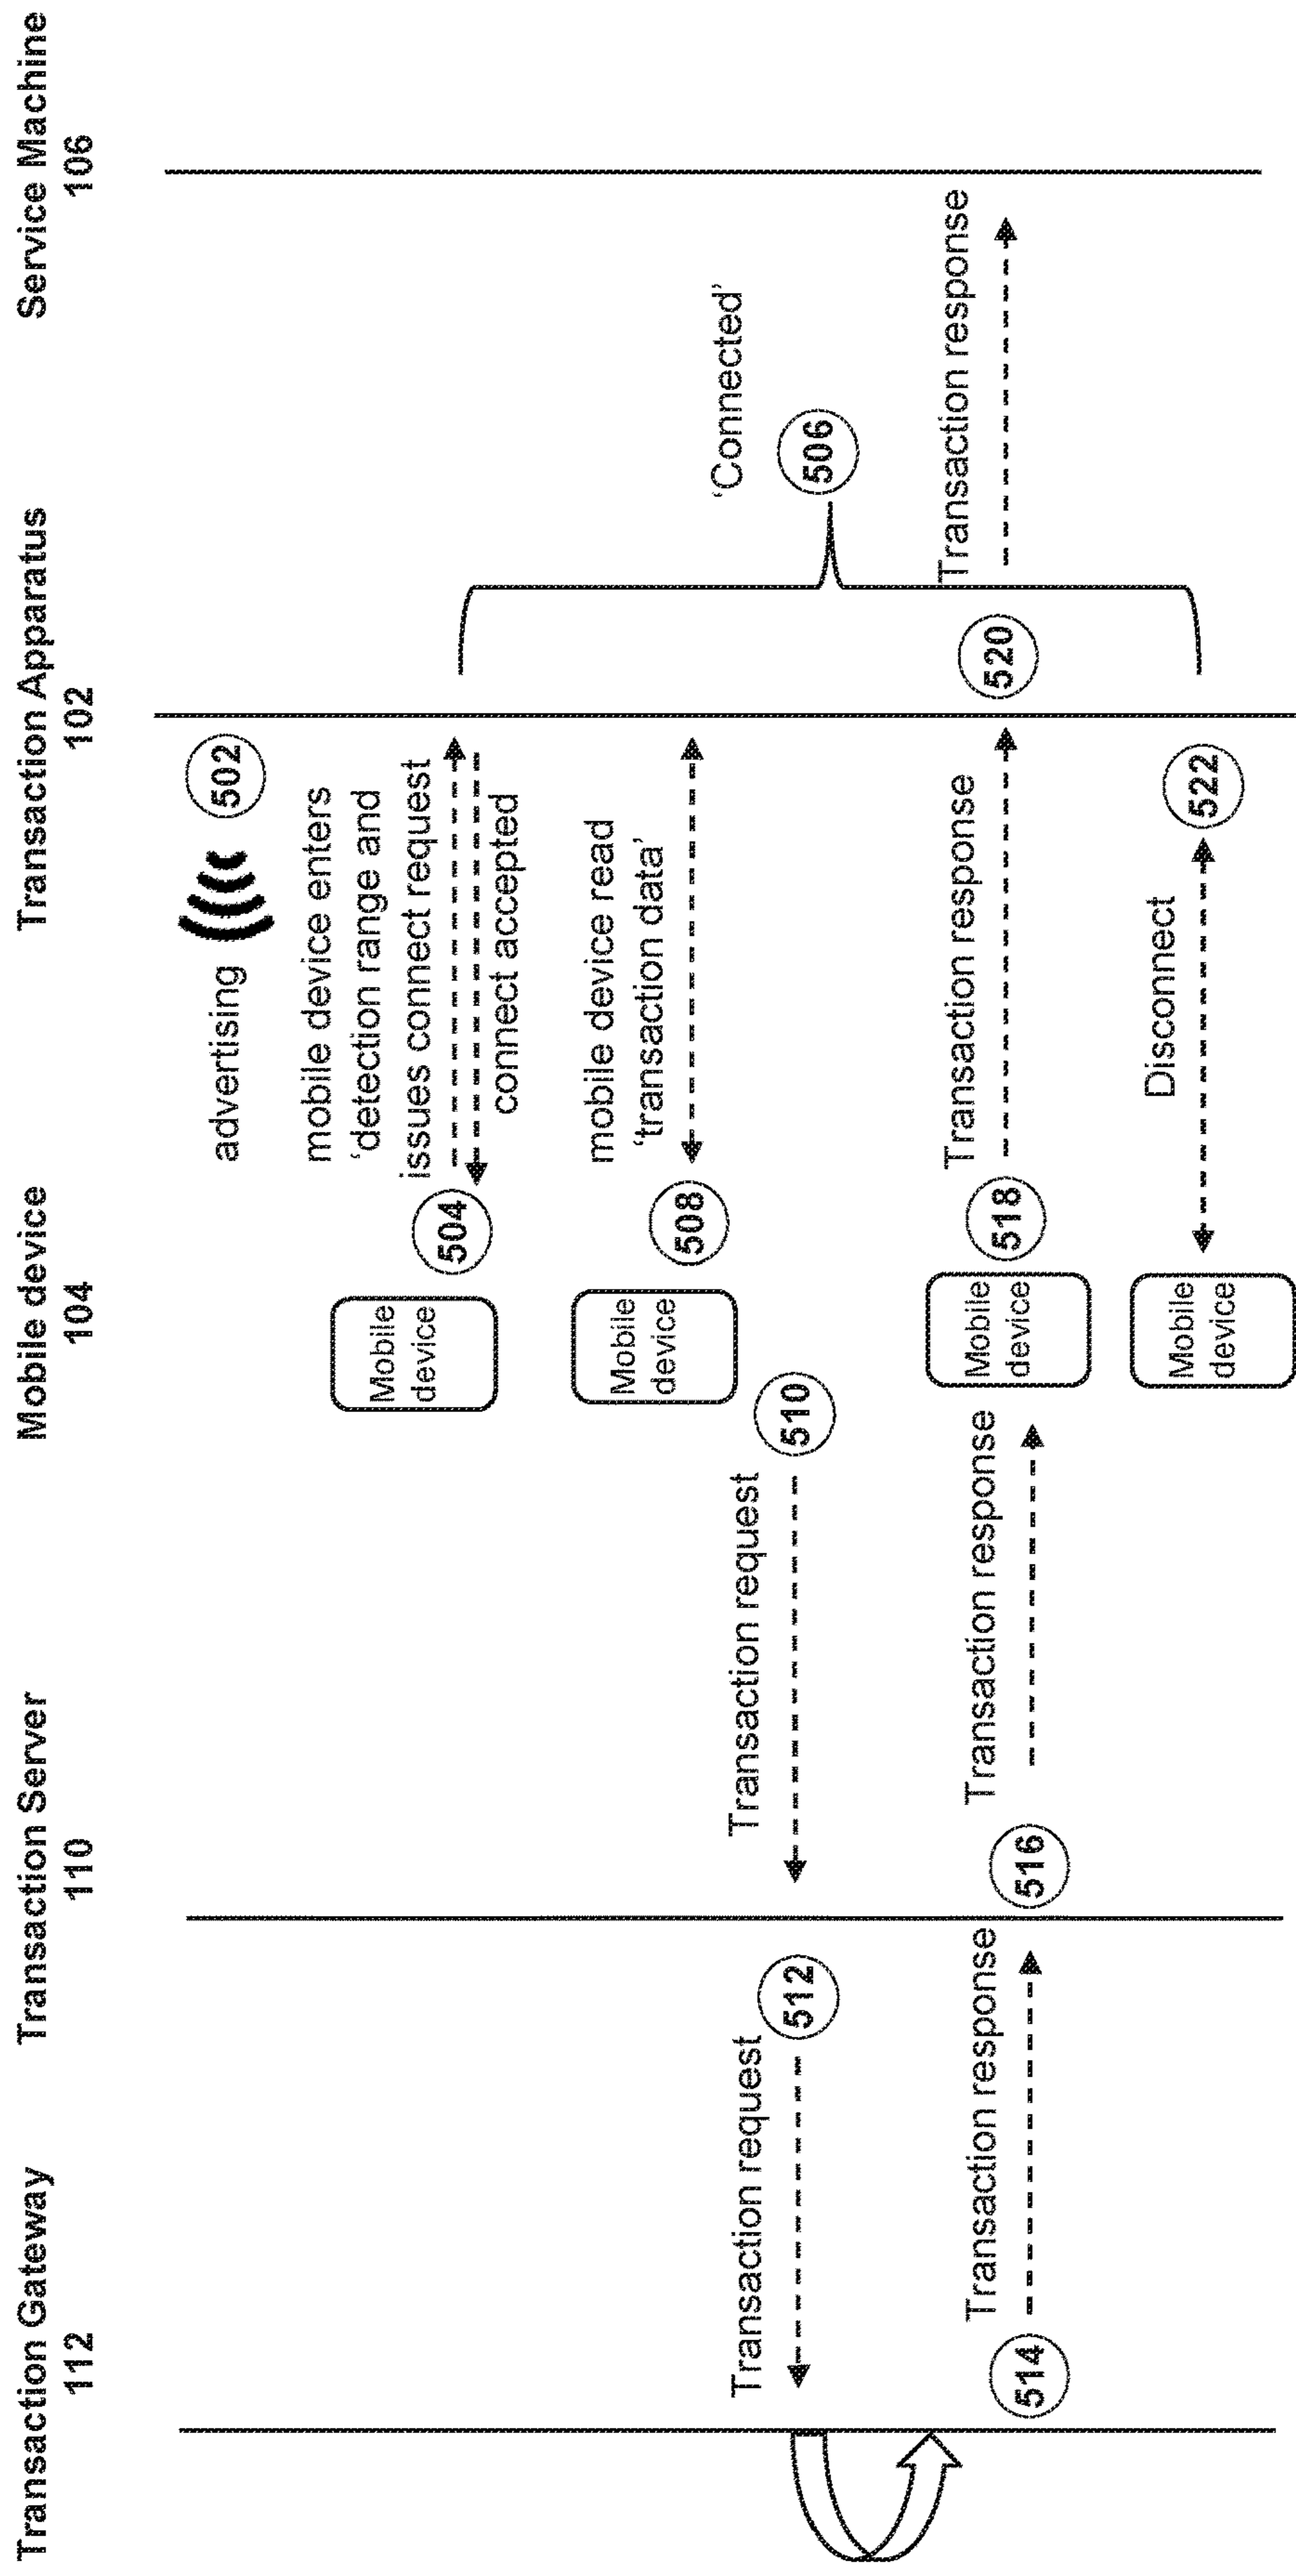 Transaction Gateway
112
Transaction Server
110
Mobile device
104
Transaction Apparatus
102
Service Machine
106
advertising
502
mobile device enters
‘detection range and
issues connect request
connect accepted
Mobile
device
504
mobile device read
‘transaction data’
Mobile
device
508
‘Connected’
506
Transaction request
510
Transaction request
512
514
Transaction response
516
Transaction response
Mobile
device
518
Transaction response
520
Transaction response
Mobile
device
Disconnect
522